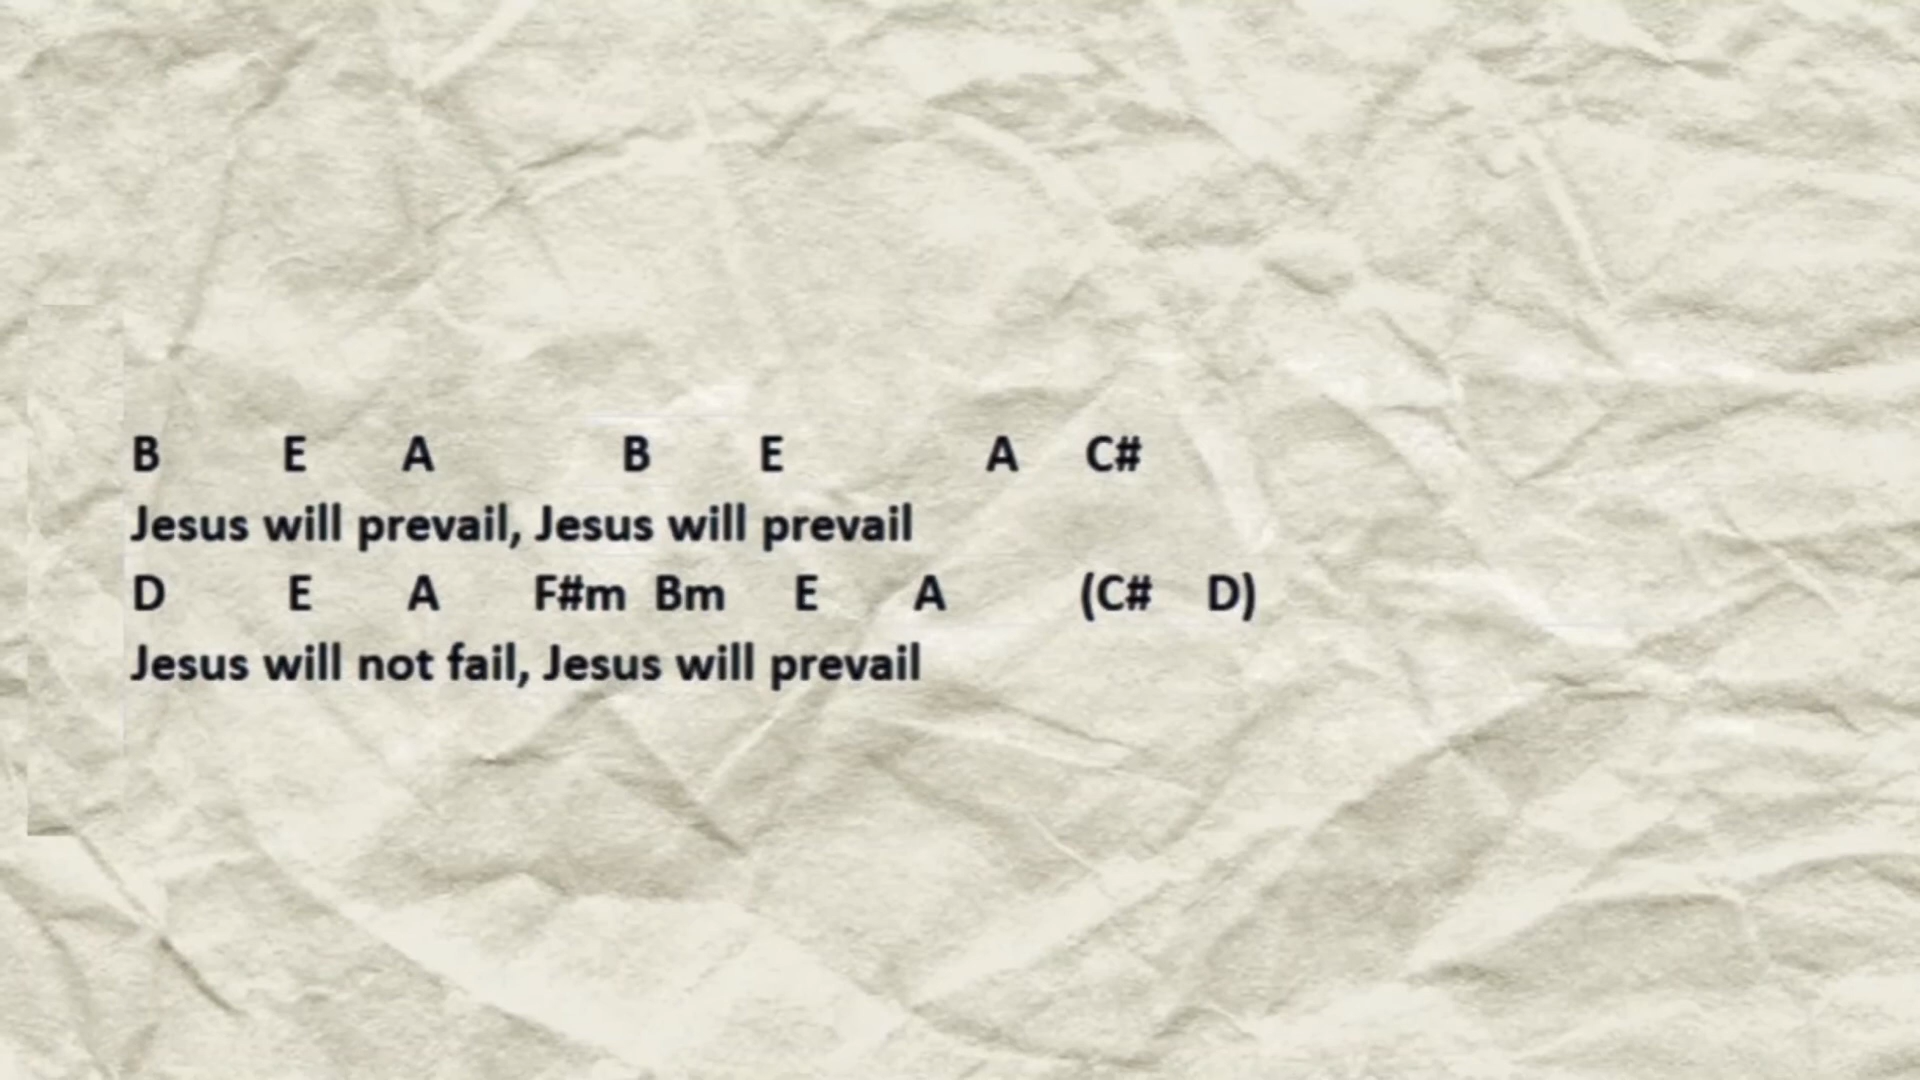 B E A B E A C#
Jesus will prevail, Jesus will prevail
D E A F#m Bm E A (C# D)
Jesus will not fail, Jesus will prevail